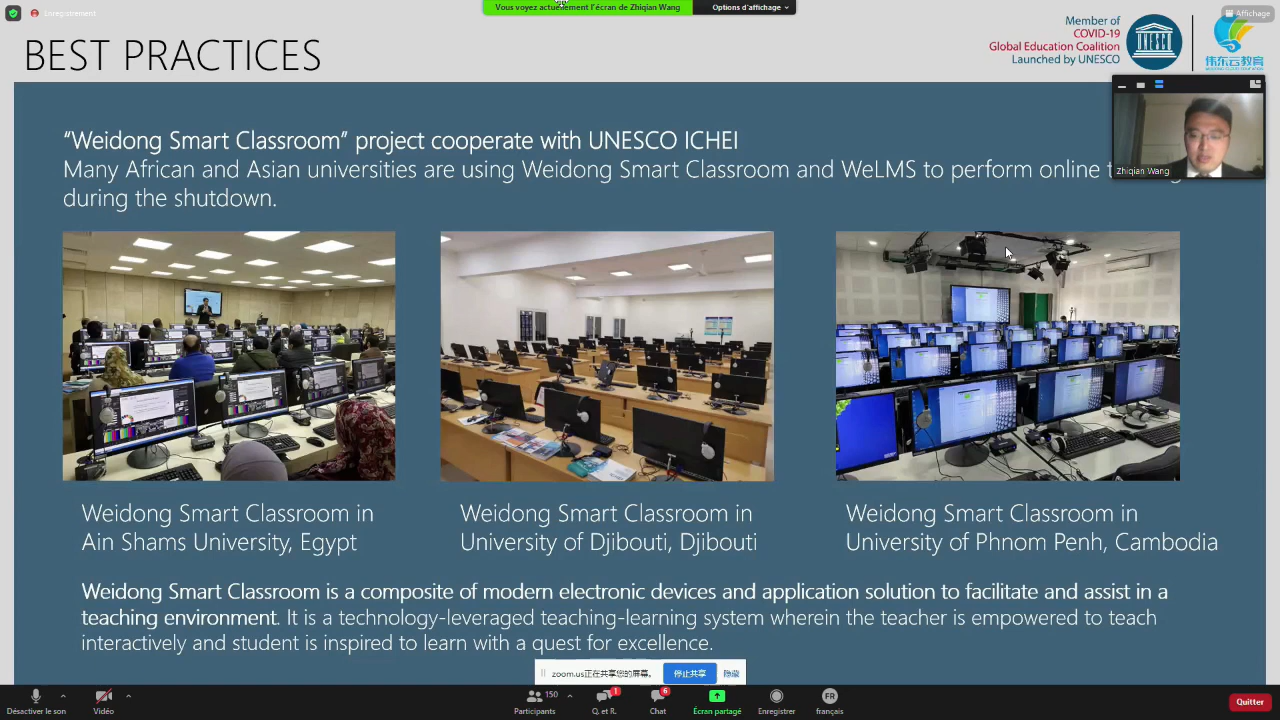 Enregistrement
Vous voyez actuellement l'écran de Zhiqian Wang
Options d'affichage
Affichage
BEST PRACTICES
Member of
COVID-19
Global Education Coalition
Launched by UNESCO
UNESCO
伟东云教育
“Weidong Smart Classroom” project cooperate with UNESCO ICHEI
Many African and Asian universities are using Weidong Smart Classroom and WeLMS to perform online
during the shutdown.
Zhiqian Wang
Weidong Smart Classroom in
Ain Shams University, Egypt
Weidong Smart Classroom in
University of Djibouti, Djibouti
Weidong Smart Classroom in
University of Phnom Penh, Cambodia
Weidong Smart Classroom is a composite of modern electronic devices and application solution to facilitate and assist in a
teaching environment. It is a technology-leveraged teaching-learning system wherein the teacher is empowered to teach
interactively and student is inspired to learn with a quest for excellence.
zoom.us正在共享您的屏幕。 停止共享 隐藏
Désactiver le son
Vidéo
150
Participants
1
Q. et R.
6
Chat
Écran partagé
Enregistrer
FR
français
Quitter